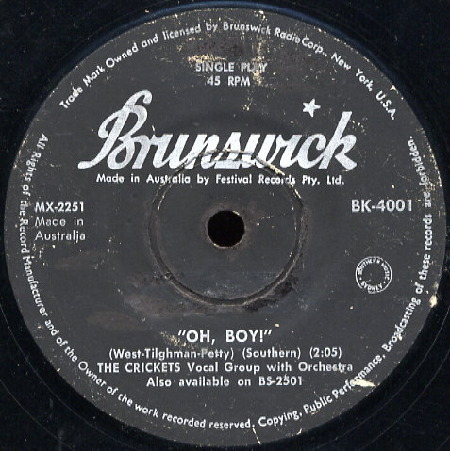 Trade Mark Owned and licensed by Brunswick Radio Corp., New York, U.S.A.
SINGLE PLAY
45 RPM
Brunswick
Made in Australia by Festival Records Pty. Ltd.
MX-2251
Made in
Australia
BK-4001
SYDNEY
"OH, BOY!"
(West-Tilghman-Petty) (Southern) (2:05)
THE CRICKETS Vocal Group with Orchestra
Also available on BS-2501
All Rights of the Record Manufacturer and of the Owner of the work recorded reserved. Copying, Public Performance, Broadcasting of these records are forbidden.